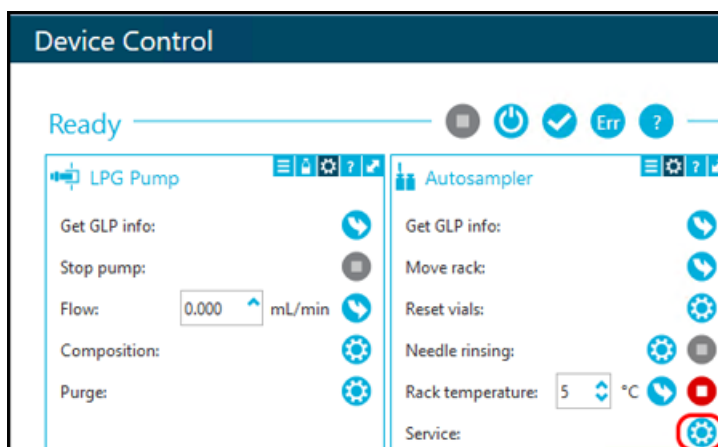 Device Control
Ready
Err
?
LPG Pump
?
Get GLP info:
Stop pump:
Flow: 0.000 mL/min
Composition:
Purge:
Autosampler
?
Get GLP info:
Move rack:
Reset vials:
Needle rinsing:
Rack temperature: 5 °C
Service: